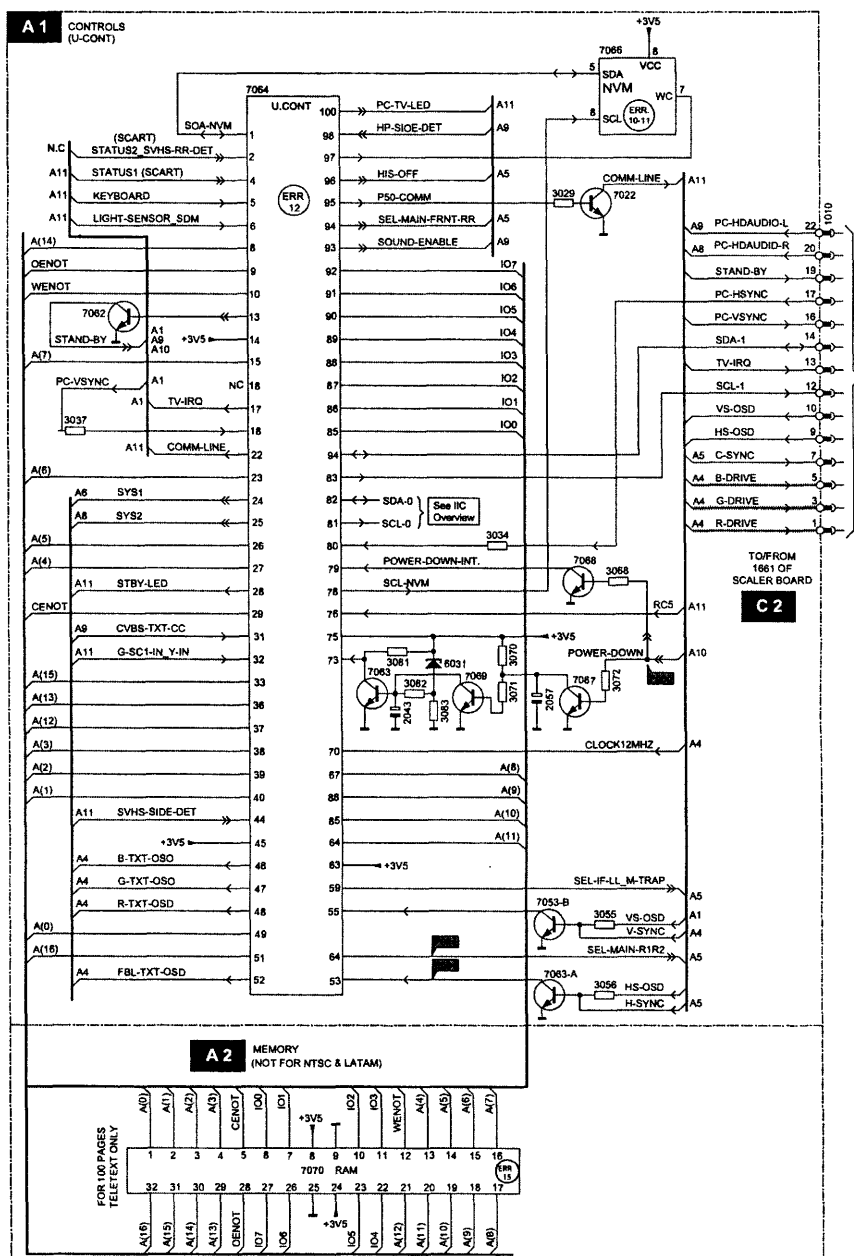 A 1 CONTROLS
(U-CONT)
+3V5
7066
8
VCC
5 SDA
NVM
WC 7
6 SCL
ERR
10-11
7064
U.CONT
ERR
12
SOA-NVM
1
(SCART)
N.C STATUS2_SVHS-RR-DET
2
A11 STATUS1 (SCART)
4
A11 KEYBOARD
5
A11 LIGHT-SENSOR_SDM
6
A(14)
8
OENOT
9
WENOT
10
7062
13
STAND-BY
A1
A9
A10
+3V5
14
A(7)
15
PC-VSYNC
A1
NC 16
A1 TV-IRQ
17
3037
18
A11 COMM-LINE
22
A(6)
23
A6 SYS1
24
A8 SYS2
25
A(5)
26
A(4)
27
A11 STBY-LED
28
CENOT
29
A9 CVBS-TXT-CC
31
A11 G-SC1-IN_Y-IN
32
A(15)
33
A(13)
36
A(12)
37
A(3)
38
A(2)
39
A(1)
40
A11 SVHS-SIDE-DET
44
+3V5
45
A4 B-TXT-OSO
46
A4 G-TXT-OSO
47
A4 R-TXT-OSD
48
A(0)
49
A(16)
51
A4 FBL-TXT-OSD
52
100 PC-TV-LED A11
98 HP-SIOE-DET A9
97
96 HIS-OFF A5
95 P50-COMM
3029
7022
COMM-LINE A11
94 SEL-MAIN-FRNT-RR A5
93 SOUND-ENABLE A9
92 IO7
91 IO6
90 IO5
89 IO4
88 IO3
87 IO2
86 IO1
85 IO0
94
83
82 SDA-0
81 SCL-0
See IIC
Overview
80
3034
79 POWER-DOWN-INT.
7068
3068
78 SCL-NVM
76
RC5 A11
75
+3V5
73
3081
6031
3070
POWER-DOWN A10
7063
3082
7069
3071
7067
3072
2043
3083
2057
70 CLOCK12MHZ A4
67 A(8)
68 A(9)
85 A(10)
64 A(11)
63 +3V5
59 SEL-IF-LL_M-TRAP A5
7053-B
55
3055 VS-OSD A1
V-SYNC A4
64 SEL-MAIN-R1R2 A5
53
7063-A
3056 HS-OSD
H-SYNC A5
1010
A9 PC-HDAUDIO-L 22
A8 PC-HDAUDID-R 20
STAND-BY 19
PC-HSYNC 17
PC-VSYNC 16
SDA-1 14
TV-IRQ 13
SCL-1 12
VS-OSD 10
HS-OSD 9
A5 C-SYNC 7
A4 B-DRIVE 5
A4 G-DRIVE 3
A4 R-DRIVE 1
TO/FROM
1661 OF
SCALER BOARD
C 2
A 2 MEMORY
(NOT FOR NTSC & LATAM)
FOR 100 PAGES
TELETEXT ONLY
A(0) A(1) A(2) A(3) CENOT IO0 IO1 +3V5 IO2 IO3 WENOT A(4) A(5) A(6) A(7)
1 2 3 4 5 6 7 8 9 10 11 12 13 14 15 16
7070 RAM
ERR
15
32 31 30 29 28 27 26 25 24 23 22 21 20 19 18 17
A(16) A(15) A(14) A(13) OENOT IO7 IO6 +3V5 IO5 IO4 A(12) A(11) A(10) A(9) A(8)